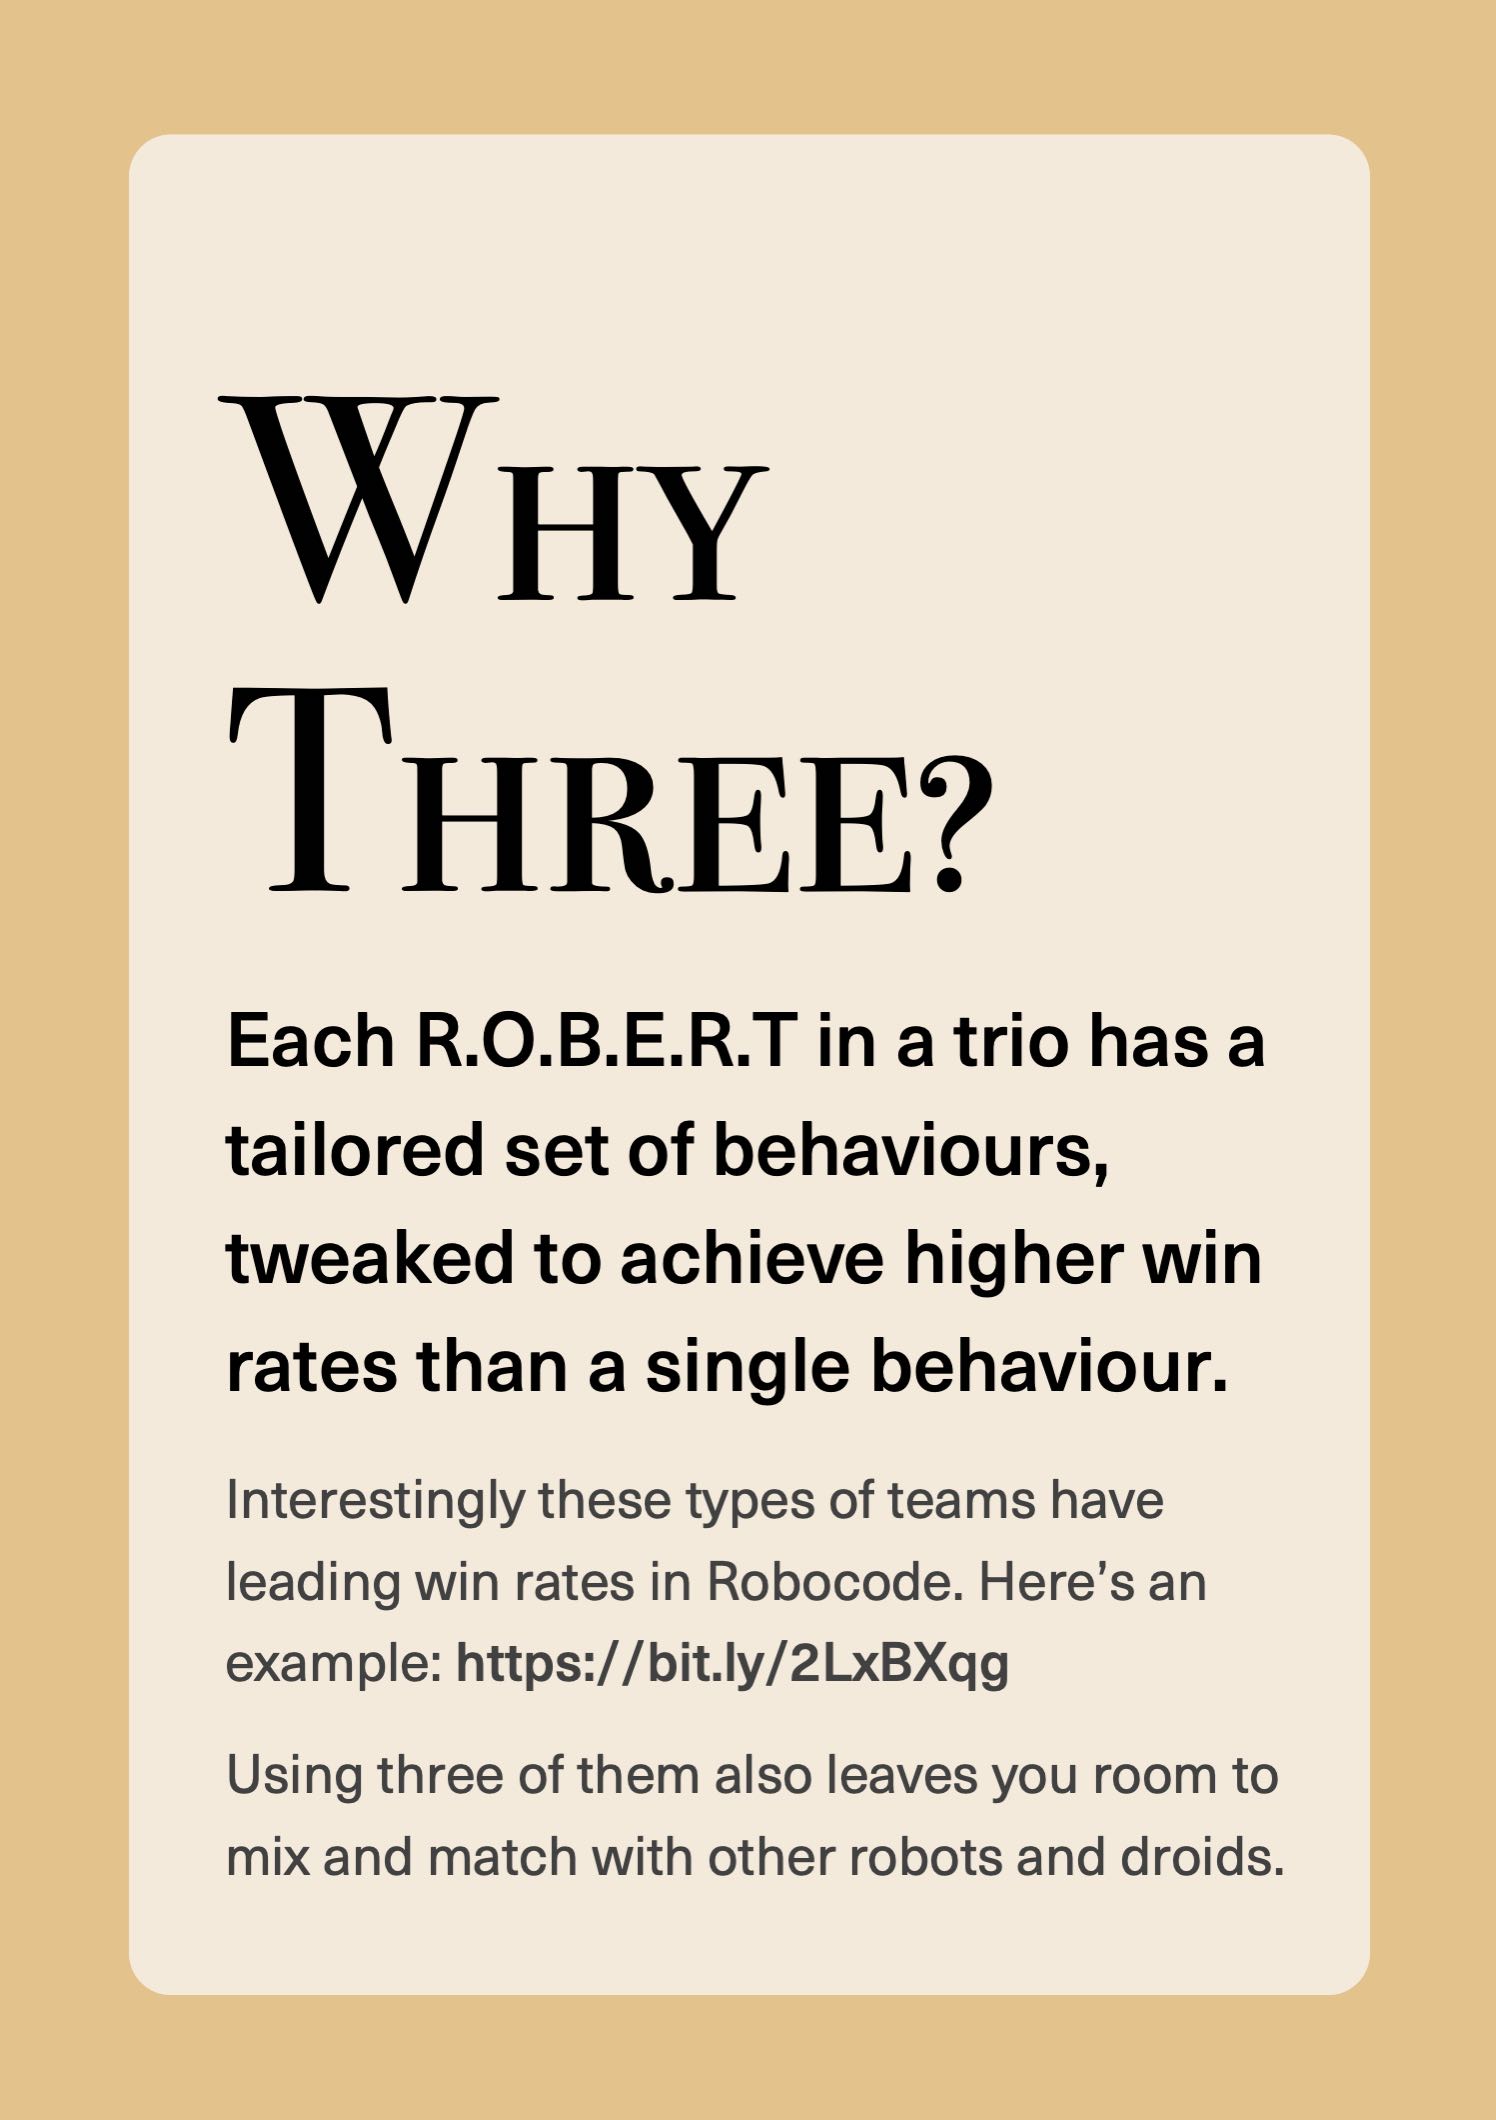 Why
Three?
Each R.O.B.E.R.T in a trio has a
tailored set of behaviours,
tweaked to achieve higher win
rates than a single behaviour.
Interestingly these types of teams have
leading win rates in Robocode. Here’s an
example: https://bit.ly/2LxBXqg
Using three of them also leaves you room to
mix and match with other robots and droids.